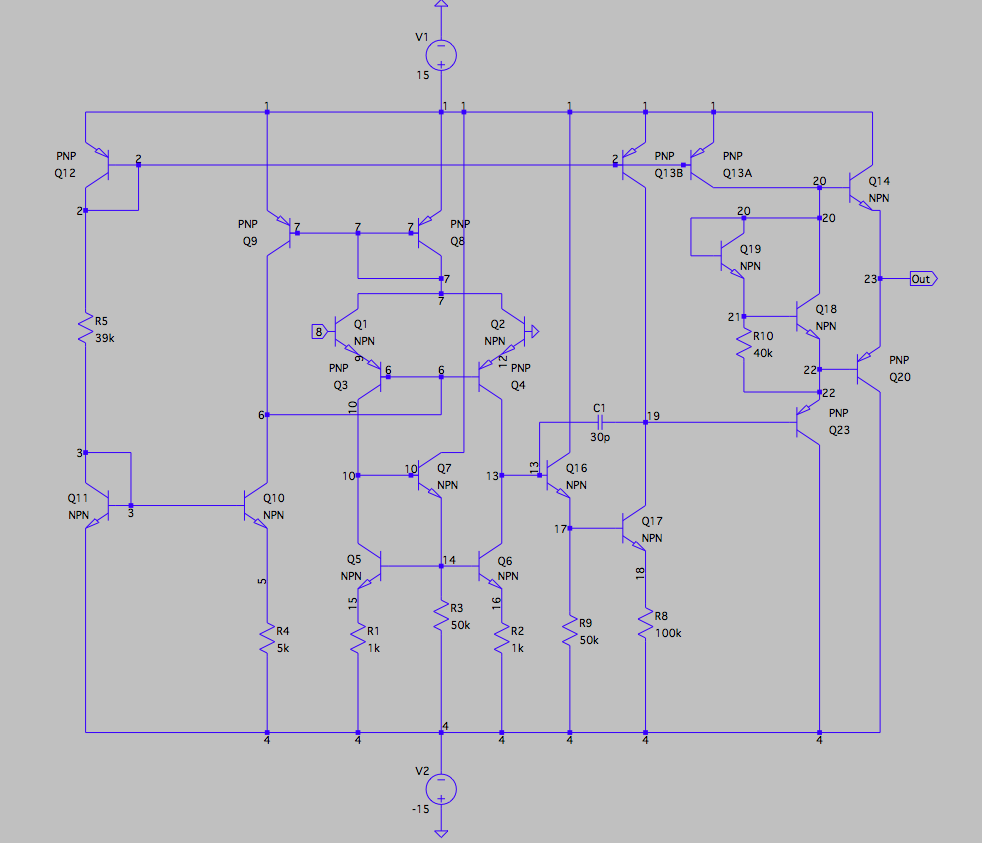 V1
15
1 1 1 1 1 1
PNP
Q12
2
2
2
PNP
Q13B
PNP
Q13A
20
Q14
NPN
PNP
Q9
7
7
7
PNP
Q8
20
20
Q19
NPN
7
7
23
Out
R5
39k
8
Q1
NPN
Q2
NPN
21
Q18
NPN
R10
40k
9
12
PNP
Q3
6
6
PNP
Q4
22
PNP
Q20
22
10
6
C1
30p
19
PNP
Q23
3
10
10
Q7
NPN
13
13
Q16
NPN
Q11
NPN
3
Q10
NPN
17
Q17
NPN
5
Q5
NPN
14
Q6
NPN
18
15
16
R4
5k
R1
1k
R3
50k
R2
1k
R9
50k
R8
100k
4
4 4 4 4 4 4
V2
-15